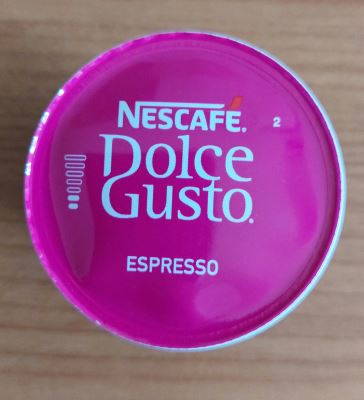 NESCAFÉ. 2
Dolce
Gusto.
ESPRESSO